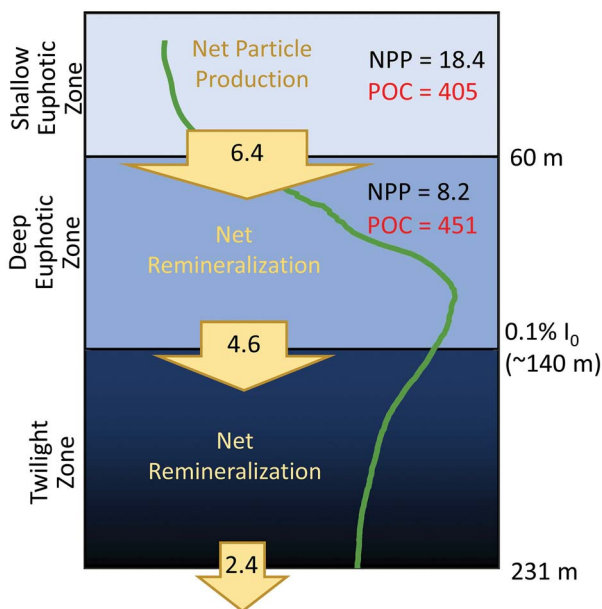 Shallow
Euphotic
Zone
Net Particle
Production
NPP = 18.4
POC = 405
6.4
60 m
Deep
Euphotic
Zone
NPP = 8.2
POC = 451
Net
Remineralization
4.6
0.1% I₀
(~140 m)
Twilight
Zone
Net
Remineralization
2.4
231 m